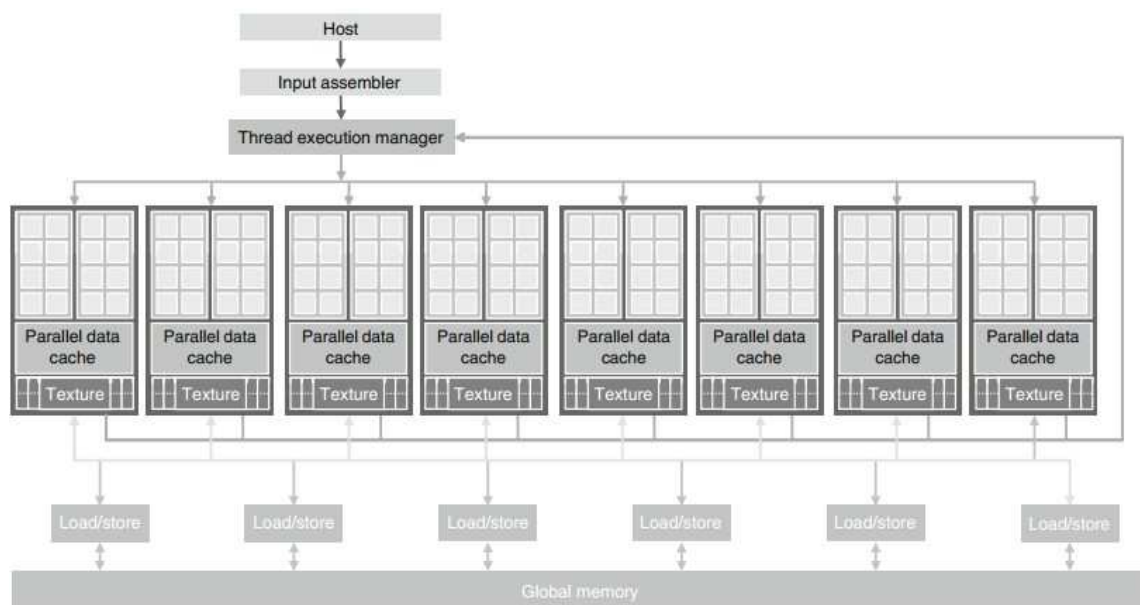 Host
Input assembler
Thread execution manager
Parallel data
cache
Parallel data
cache
Parallel data
cache
Parallel data
cache
Parallel data
cache
Parallel data
cache
Parallel data
cache
Parallel data
cache
Texture
Texture
Texture
Texture
Texture
Texture
Texture
Texture
Load/store
Load/store
Load/store
Load/store
Load/store
Load/store
Global memory